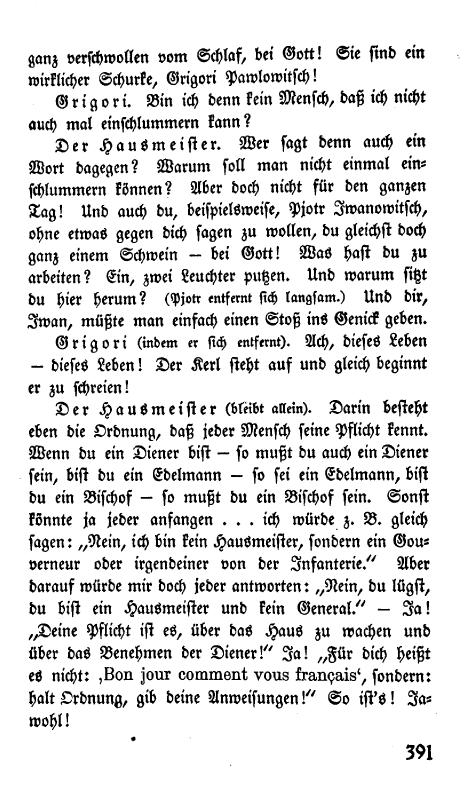 ganz verschwollen vom Schlaf, bei Gott! Sie sind ein
wirklicher Schurke, Grigori Pawlowitsch!
Grigori. Bin ich denn kein Mensch, daß ich nicht
auch mal einschlummern kann?
Der Hausmeister. Wer sagt denn auch ein
Wort dagegen? Warum soll man nicht einmal ein-
schlummern können? Aber doch nicht für den ganzen
Tag! Und auch du, beispielsweise, Pjotr Iwanowitsch,
ohne etwas gegen dich sagen zu wollen, du gleichst doch
ganz einem Schwein — bei Gott! Was hast du zu
arbeiten? Ein, zwei Leuchter putzen. Und warum sitzt
du hier herum? (Pjotr entfernt sich langsam.) Und dir,
Iwan, müßte man einfach einen Stoß ins Genick geben.
Grigori (indem er sich entfernt). Ach, dieses Leben
— dieses Leben! Der Kerl steht auf und gleich beginnt
er zu schreien!
Der Hausmeister (bleibt allein). Darin besteht
eben die Ordnung, daß jeder Mensch seine Pflicht kennt.
Wenn du ein Diener bist — so mußt du auch ein Diener
sein, bist du ein Edelmann — so sei ein Edelmann, bist
du ein Bischof — so mußt du ein Bischof sein. Sonst
könnte ja jeder anfangen . . . ich würde z. B. gleich
sagen: „Nein, ich bin kein Hausmeister, sondern ein Gou-
verneur oder irgendeiner von der Infanterie.“ Aber
darauf würde mir doch jeder antworten: „Nein, du lügst,
du bist ein Hausmeister und kein General.“ — Ja!
„Deine Pflicht ist es, über das Haus zu wachen und
über das Benehmen der Diener!“ Ja! „Für dich heißt
es nicht: ‚Bon jour comment vous français‘, sondern:
halt Ordnung, gib deine Anweisungen!“ So ist's! Ja-
wohl!
391